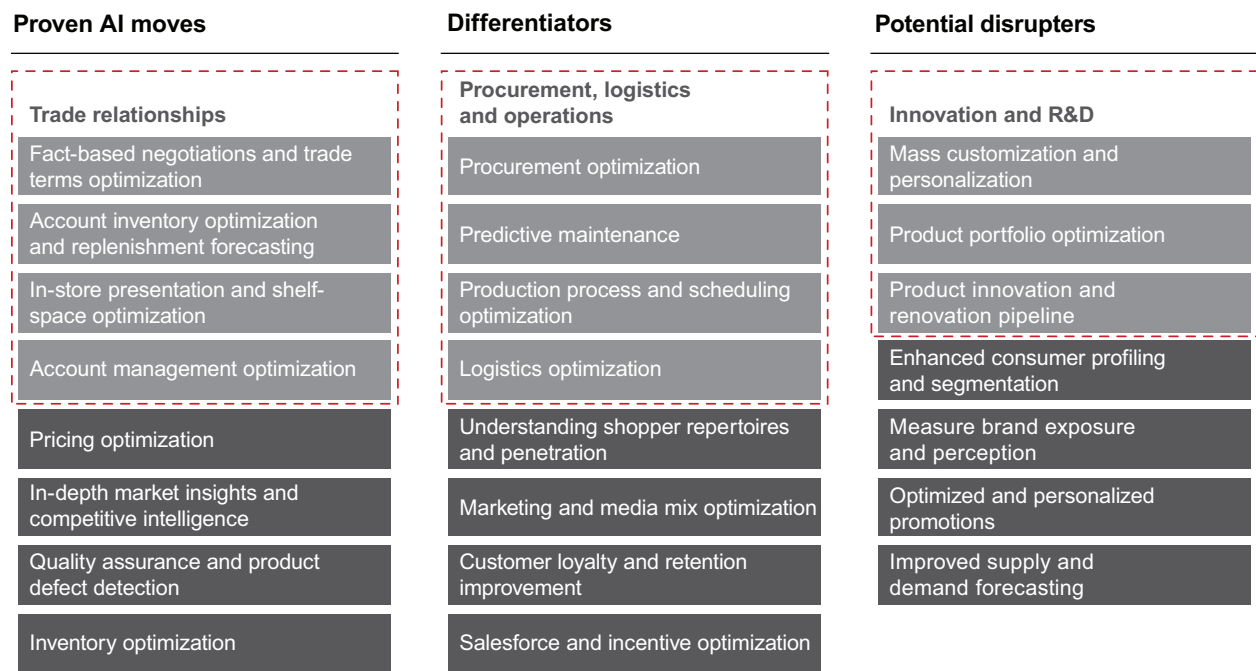 Proven AI moves
Trade relationships
Fact-based negotiations and trade
terms optimization
Account inventory optimization
and replenishment forecasting
In-store presentation and shelf-
space optimization
Account management optimization
Pricing optimization
In-depth market insights and
competitive intelligence
Quality assurance and product
defect detection
Inventory optimization
Differentiators
Procurement, logistics
and operations
Procurement optimization
Predictive maintenance
Production process and scheduling
optimization
Logistics optimization
Understanding shopper repertoires
and penetration
Marketing and media mix optimization
Customer loyalty and retention
improvement
Salesforce and incentive optimization
Potential disrupters
Innovation and R&D
Mass customization and
personalization
Product portfolio optimization
Product innovation and
renovation pipeline
Enhanced consumer profiling
and segmentation
Measure brand exposure
and perception
Optimized and personalized
promotions
Improved supply and
demand forecasting